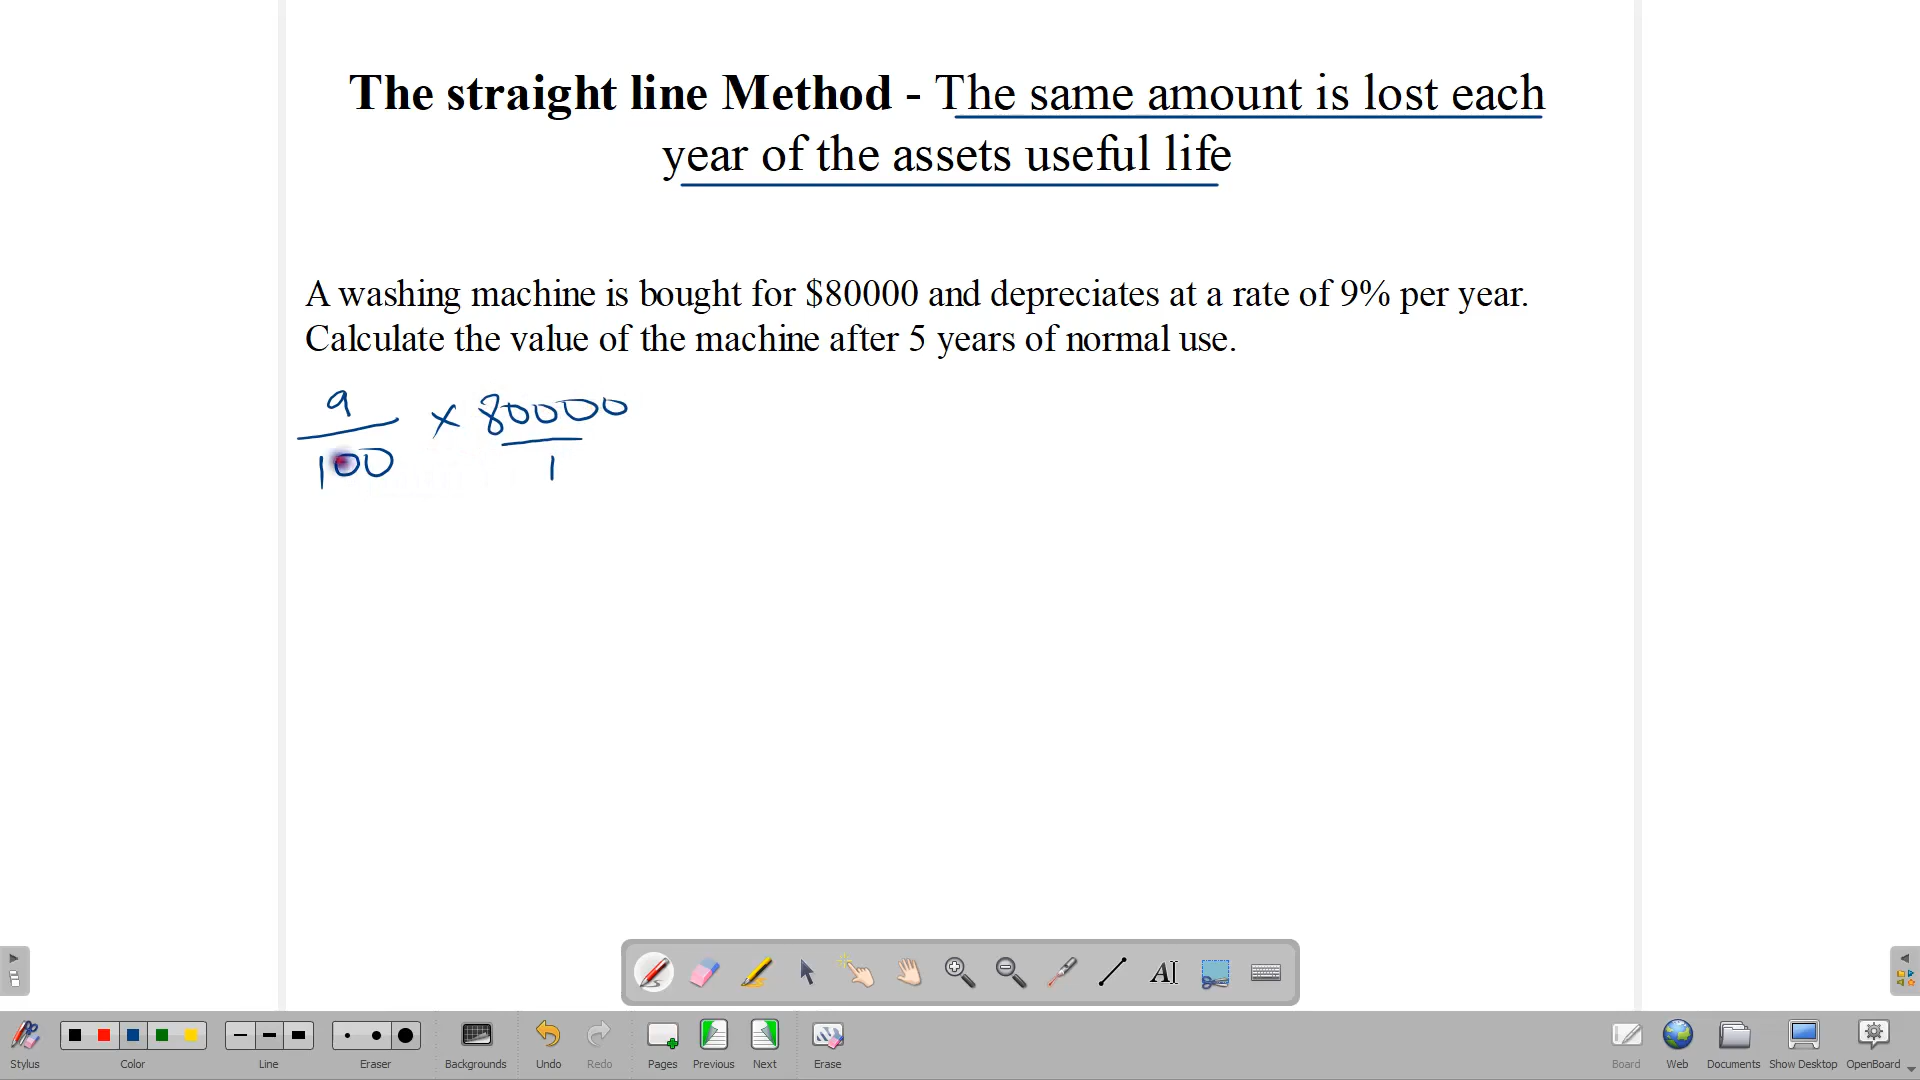 The straight line Method - The same amount is lost each
year of the assets useful life
A washing machine is bought for $80000 and depreciates at a rate of 9% per year.
Calculate the value of the machine after 5 years of normal use.
9/100 × 80000/1
Stylus Color Line Eraser Backgrounds Undo Redo Pages Previous Next Erase Board Web Documents Show Desktop OpenBoard